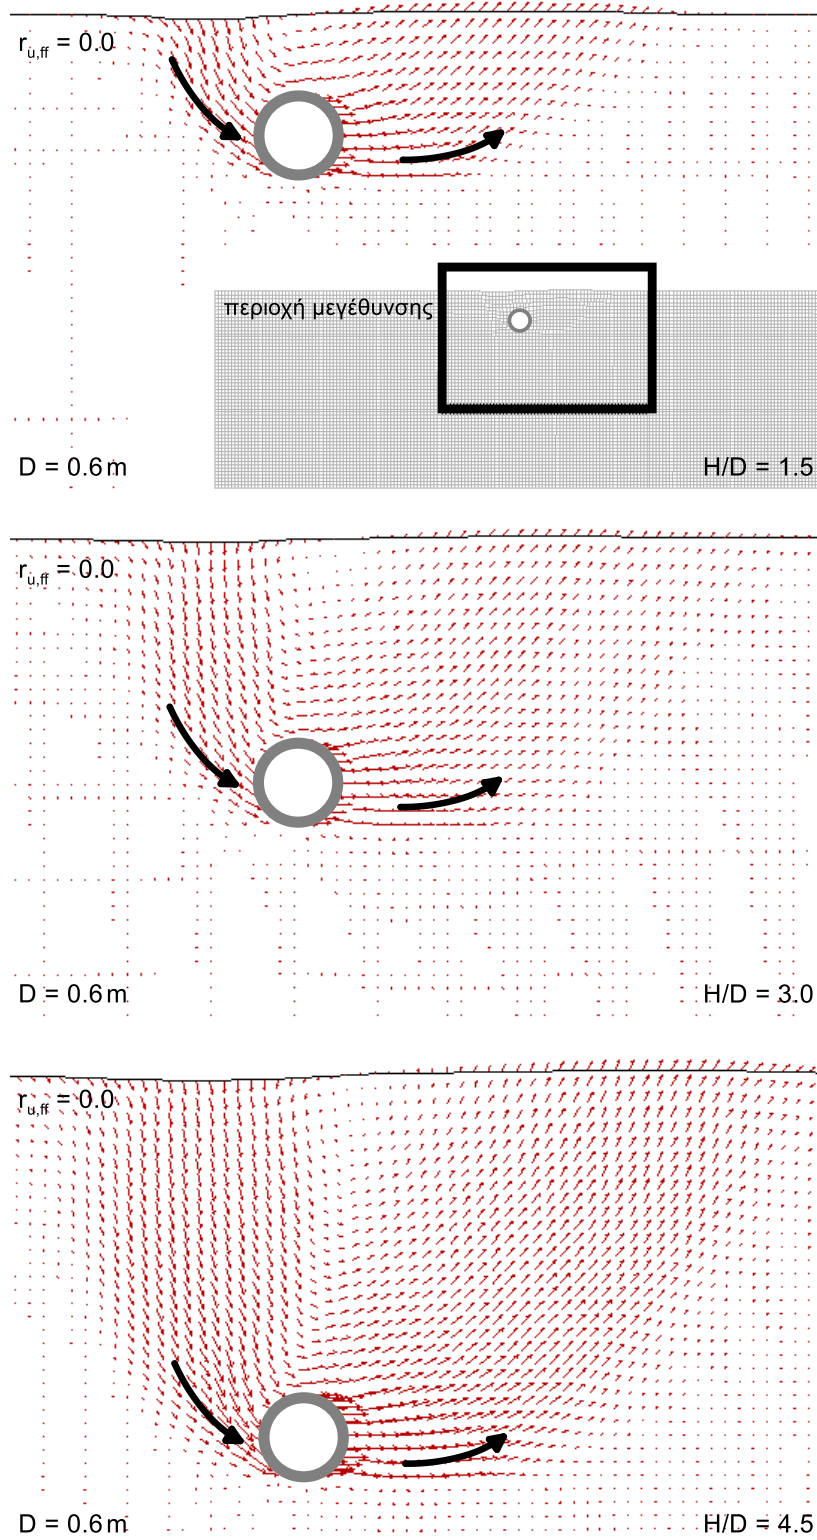 r_u,ff = 0.0
περιοχή μεγέθυνσης
D = 0.6 m
H/D = 1.5
r_u,ff = 0.0
D = 0.6 m
H/D = 3.0
r_u,ff = 0.0
D = 0.6 m
H/D = 4.5